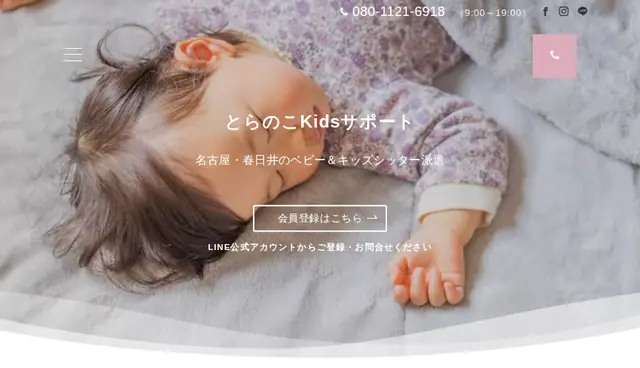 080-1121-6918 （9:00～19:00）
とらのこKidsサポート
名古屋・春日井のベビー＆キッズシッター派遣
会員登録はこちら
LINE公式アカウントからご登録・お問合せください